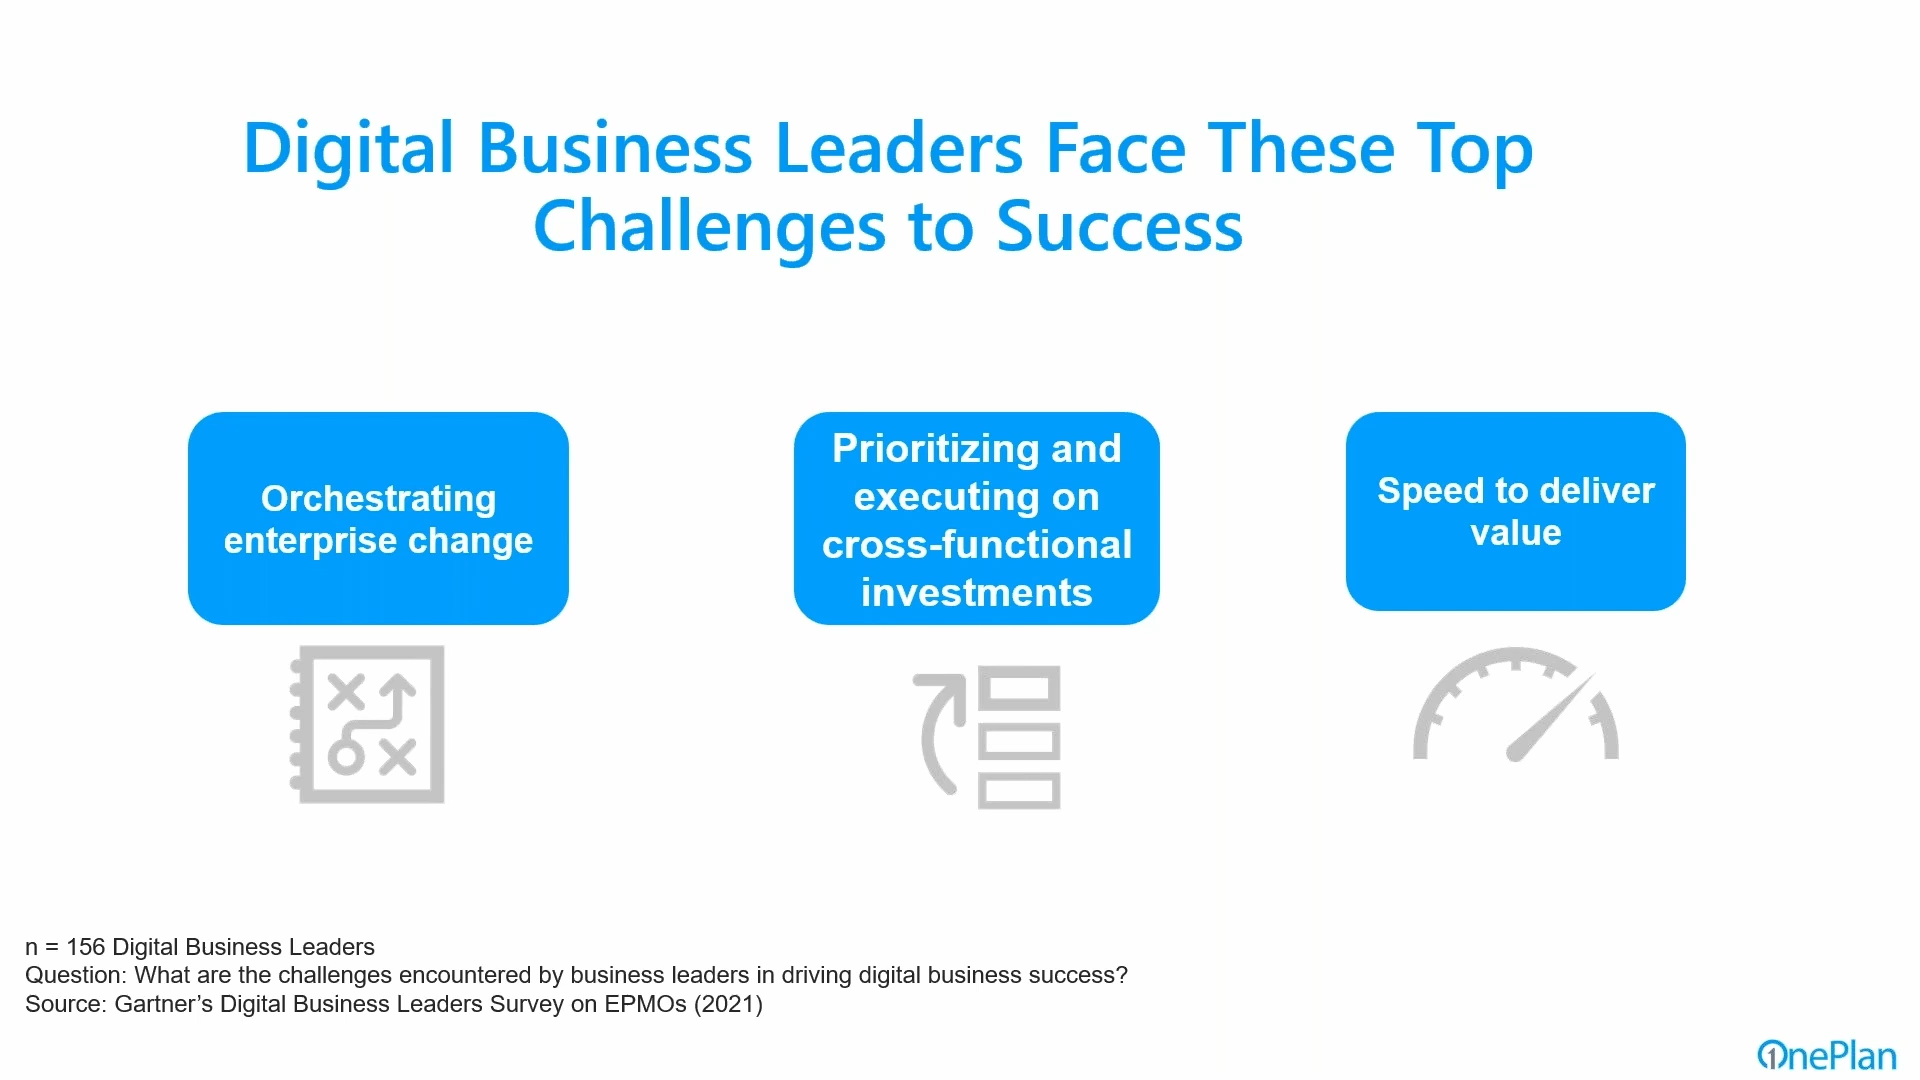 Digital Business Leaders Face These Top
Challenges to Success
Orchestrating
enterprise change
Prioritizing and
executing on
cross-functional
investments
Speed to deliver
value
n = 156 Digital Business Leaders
Question: What are the challenges encountered by business leaders in driving digital business success?
Source: Gartner’s Digital Business Leaders Survey on EPMOs (2021)
OnePlan